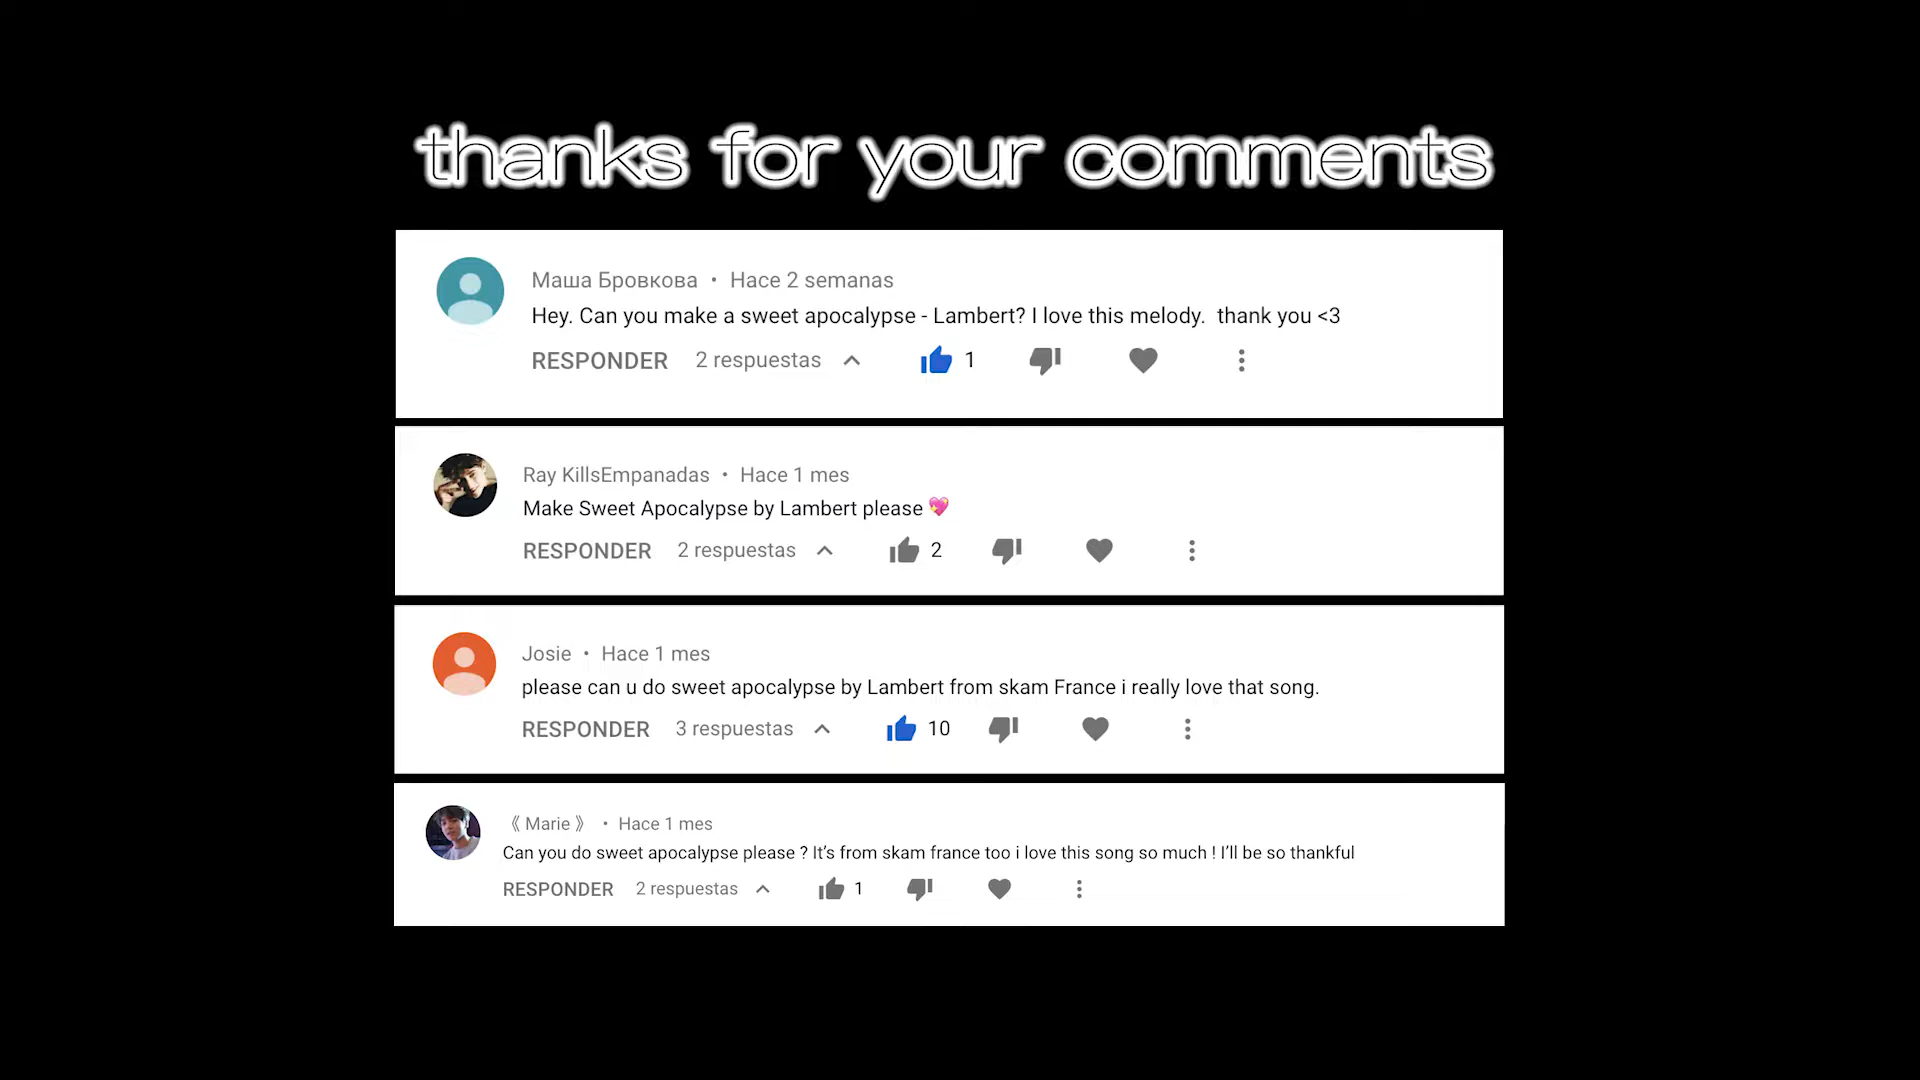 thanks for your comments
Маша Бровкова • Hace 2 semanas
Hey. Can you make a sweet apocalypse - Lambert? I love this melody.  thank you <3
RESPONDER 2 respuestas 1
Ray KillsEmpanadas • Hace 1 mes
Make Sweet Apocalypse by Lambert please 💖
RESPONDER 2 respuestas 2
Josie • Hace 1 mes
please can u do sweet apocalypse by Lambert from skam France i really love that song.
RESPONDER 3 respuestas 10
《 Marie 》 • Hace 1 mes
Can you do sweet apocalypse please ? It’s from skam france too i love this song so much ! I’ll be so thankful
RESPONDER 2 respuestas 1